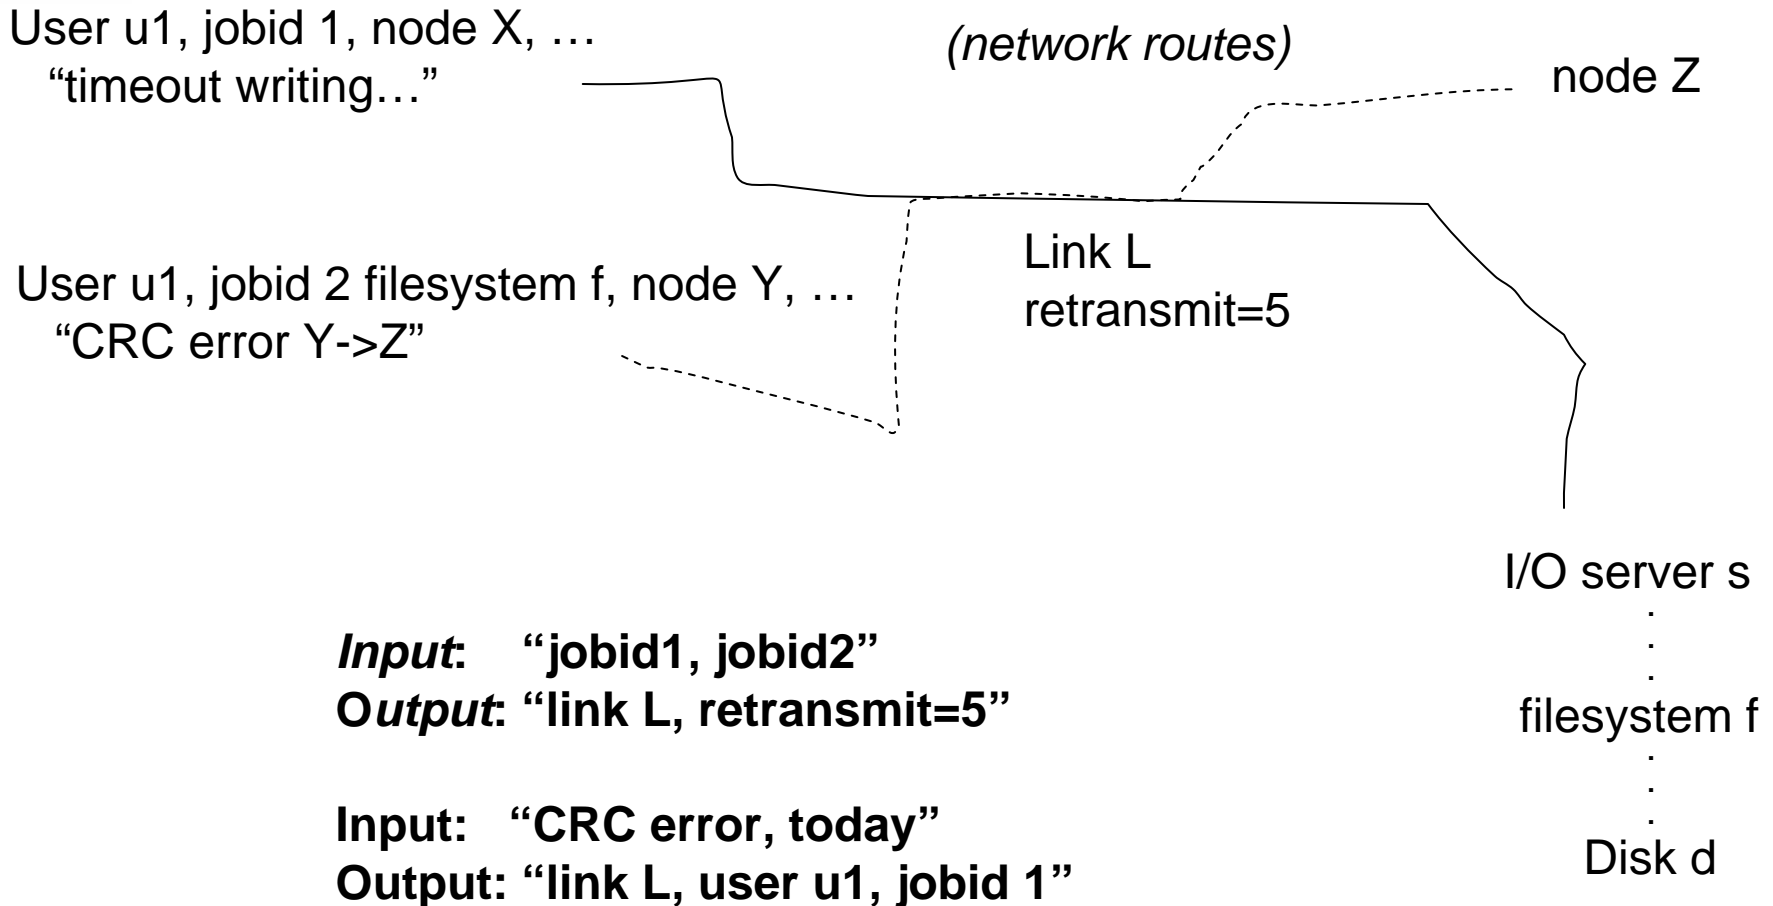 User u1, jobid 1, node X, …
“timeout writing…”
(network routes)
node Z
User u1, jobid 2 filesystem f, node Y, …
“CRC error Y->Z”
Link L
retransmit=5
I/O server s
.
.
.
filesystem f
.
.
.
Disk d
Input: “jobid1, jobid2”
Output: “link L, retransmit=5”
Input: “CRC error, today”
Output: “link L, user u1, jobid 1”